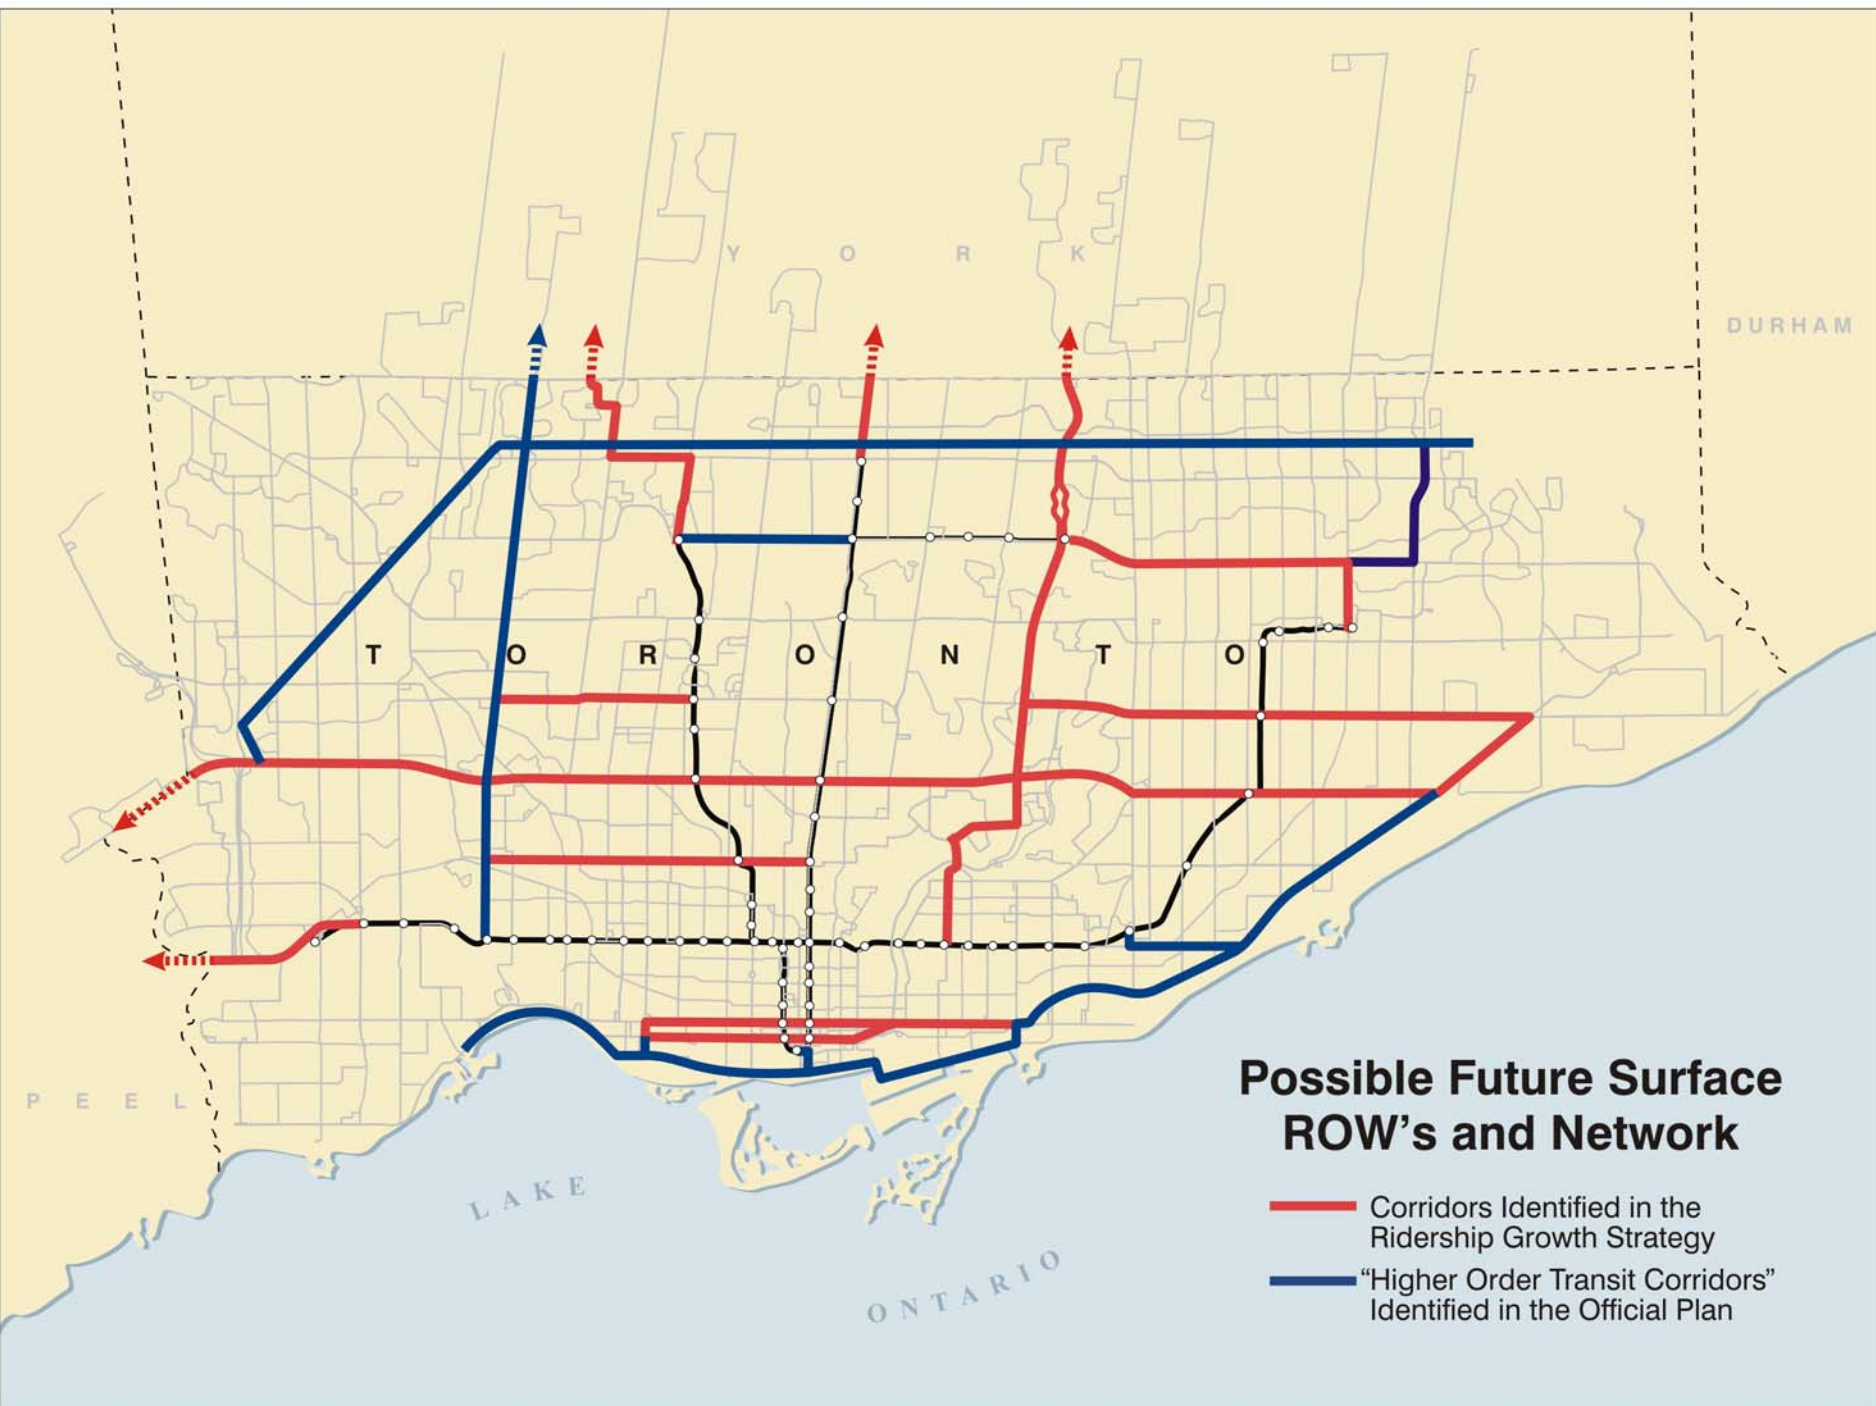 Y O R K
DURHAM
T O R O N T O
PEEL
LAKE
ONTARIO
Possible Future Surface
ROW's and Network
Corridors Identified in the
Ridership Growth Strategy
“Higher Order Transit Corridors”
Identified in the Official Plan